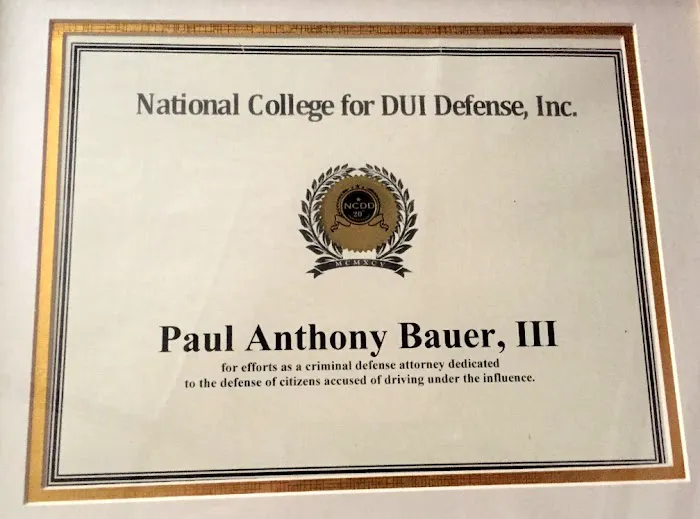 National College for DUI Defense, Inc.
NCDD
20
MCMXCV
Paul Anthony Bauer, III
for efforts as a criminal defense attorney dedicated
to the defense of citizens accused of driving under the influence.